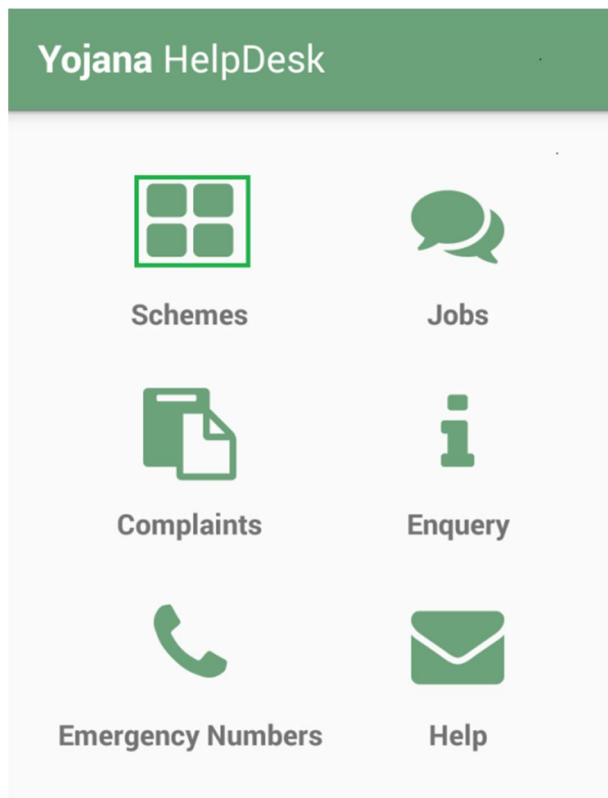 Yojana HelpDesk
Schemes
Jobs
Complaints
Enquery
Emergency Numbers
Help